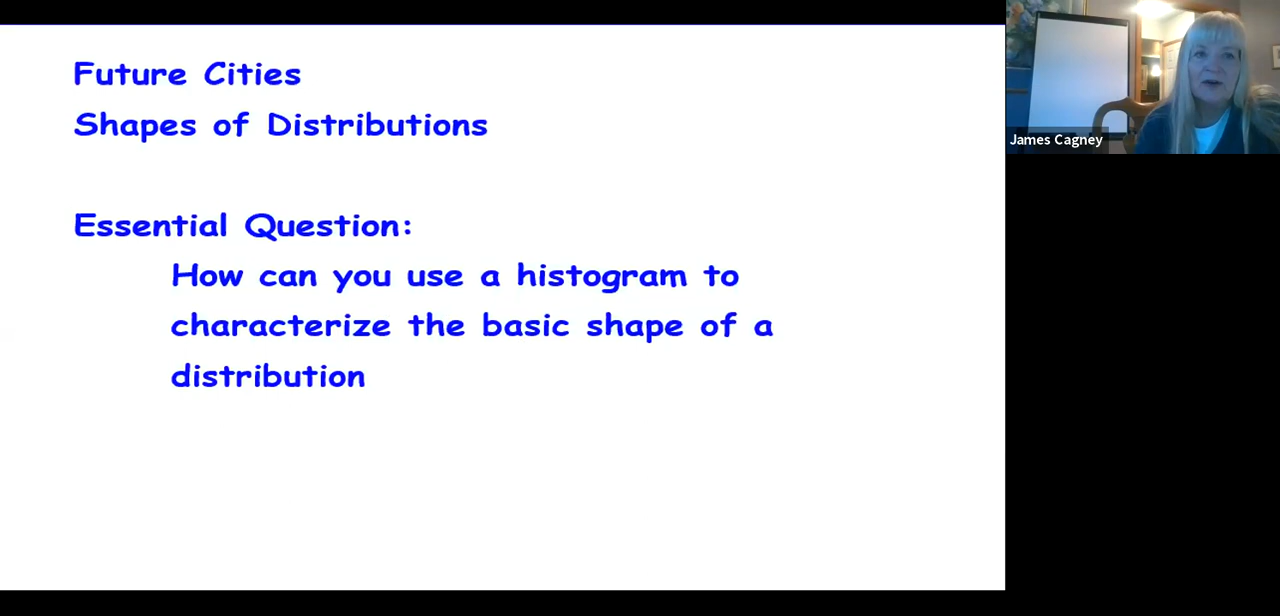 Future Cities
Shapes of Distributions
Essential Question:
How can you use a histogram to
characterize the basic shape of a
distribution
James Cagney